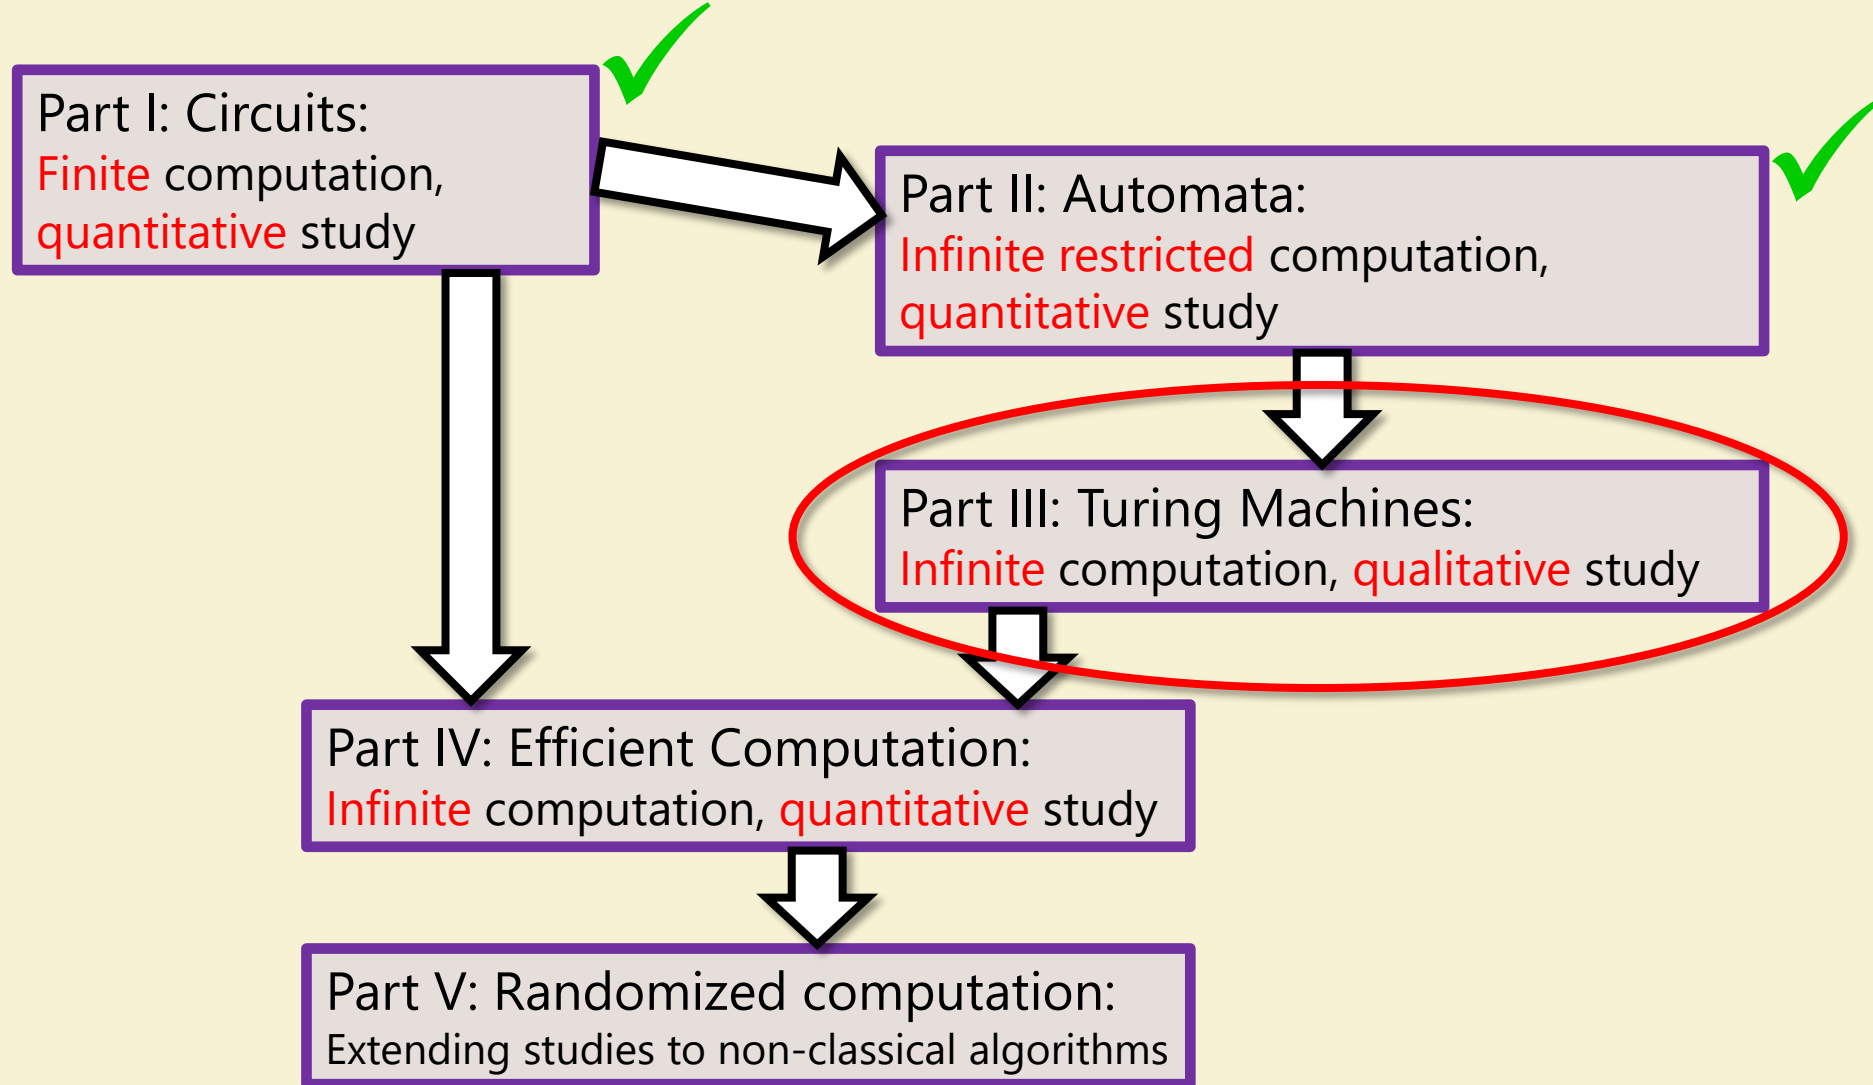 Part I: Circuits:
Finite computation,
quantitative study
Part II: Automata:
Infinite restricted computation,
quantitative study
Part III: Turing Machines:
Infinite computation, qualitative study
Part IV: Efficient Computation:
Infinite computation, quantitative study
Part V: Randomized computation:
Extending studies to non-classical algorithms